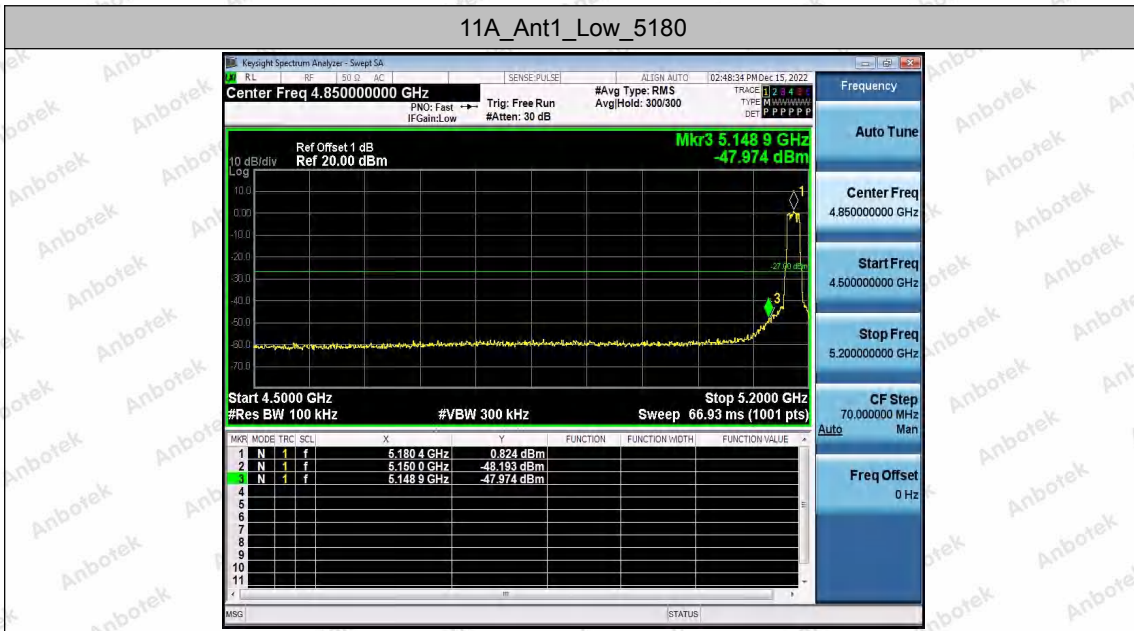 11A_Ant1_Low_5180
Keysight Spectrum Analyzer - Swept SA
RL RF 50 Ω AC SENSE:PULSE ALIGN AUTO 02:48:34 PM Dec 15, 2022
Center Freq 4.850000000 GHz
PNO: Fast
IFGain:Low
Trig: Free Run
#Atten: 30 dB
#Avg Type: RMS
Avg|Hold: 300/300
TRACE 1 2 3 4 5 6
TYPE M W W W W W
DET P P P P P P
Frequency
Auto Tune
Center Freq
4.850000000 GHz
Start Freq
4.500000000 GHz
Stop Freq
5.200000000 GHz
CF Step
70.000000 MHz
Auto Man
Freq Offset
0 Hz
Mkr3 5.148 9 GHz
-47.974 dBm
Ref Offset 1 dB
10 dB/div Ref 20.00 dBm
Log
10.0
0.00
-10.0
-20.0
-30.0
-40.0
-50.0
-60.0
-70.0
1
-27.00 dBm
3
Start 4.5000 GHz Stop 5.2000 GHz
#Res BW 100 kHz #VBW 300 kHz Sweep 66.93 ms (1001 pts)
MKR MODE TRC SCL X Y FUNCTION FUNCTION WIDTH FUNCTION VALUE
1 N 1 f 5.180 4 GHz 0.824 dBm
2 N 1 f 5.150 0 GHz -48.193 dBm
3 N 1 f 5.148 9 GHz -47.974 dBm
4
5
6
7
8
9
10
11
MSG STATUS
Anbotek